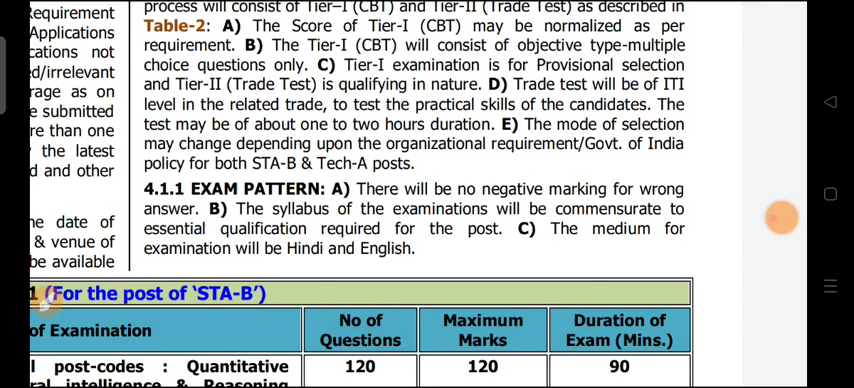 Requirement
Applications
cations not
d/irrelevant
rage as on
e submitted
re than one
the latest
d and other
he date of
& venue of
be available
process will consist of Tier–I (CBT) and Tier-II (Trade Test) as described in
Table-2: A) The Score of Tier-I (CBT) may be normalized as per
requirement. B) The Tier-I (CBT) will consist of objective type-multiple
choice questions only. C) Tier-I examination is for Provisional selection
and Tier-II (Trade Test) is qualifying in nature. D) Trade test will be of ITI
level in the related trade, to test the practical skills of the candidates. The
test may be of about one to two hours duration. E) The mode of selection
may change depending upon the organizational requirement/Govt. of India
policy for both STA-B & Tech-A posts.
4.1.1 EXAM PATTERN: A) There will be no negative marking for wrong
answer. B) The syllabus of the examinations will be commensurate to
essential qualification required for the post. C) The medium for
examination will be Hindi and English.
1 (For the post of ‘STA-B’)
of Examination
No of
Questions
Maximum
Marks
Duration of
Exam (Mins.)
l post-codes : Quantitative
120
120
90
ral intelligence & Reasoning